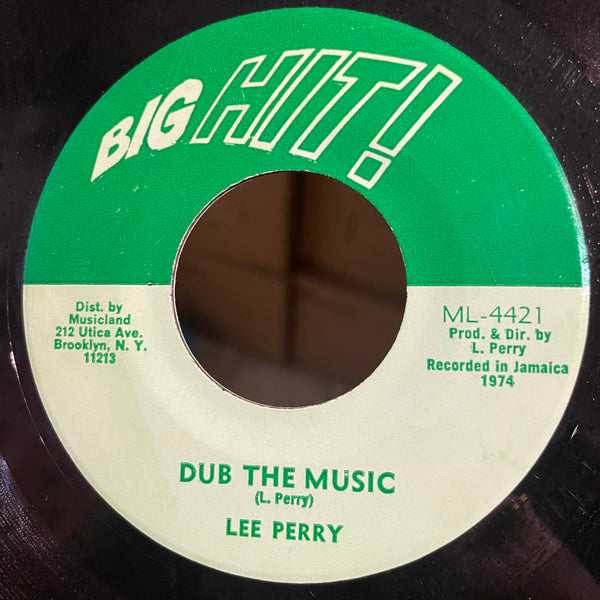 BIG HIT!
Dist. by
Musicland
212 Utica Ave.
Brooklyn, N. Y.
11213
ML-4421
Prod. & Dir. by
L. Perry
Recorded in Jamaica
1974
DUB THE MUSIC
(L. Perry)
LEE PERRY